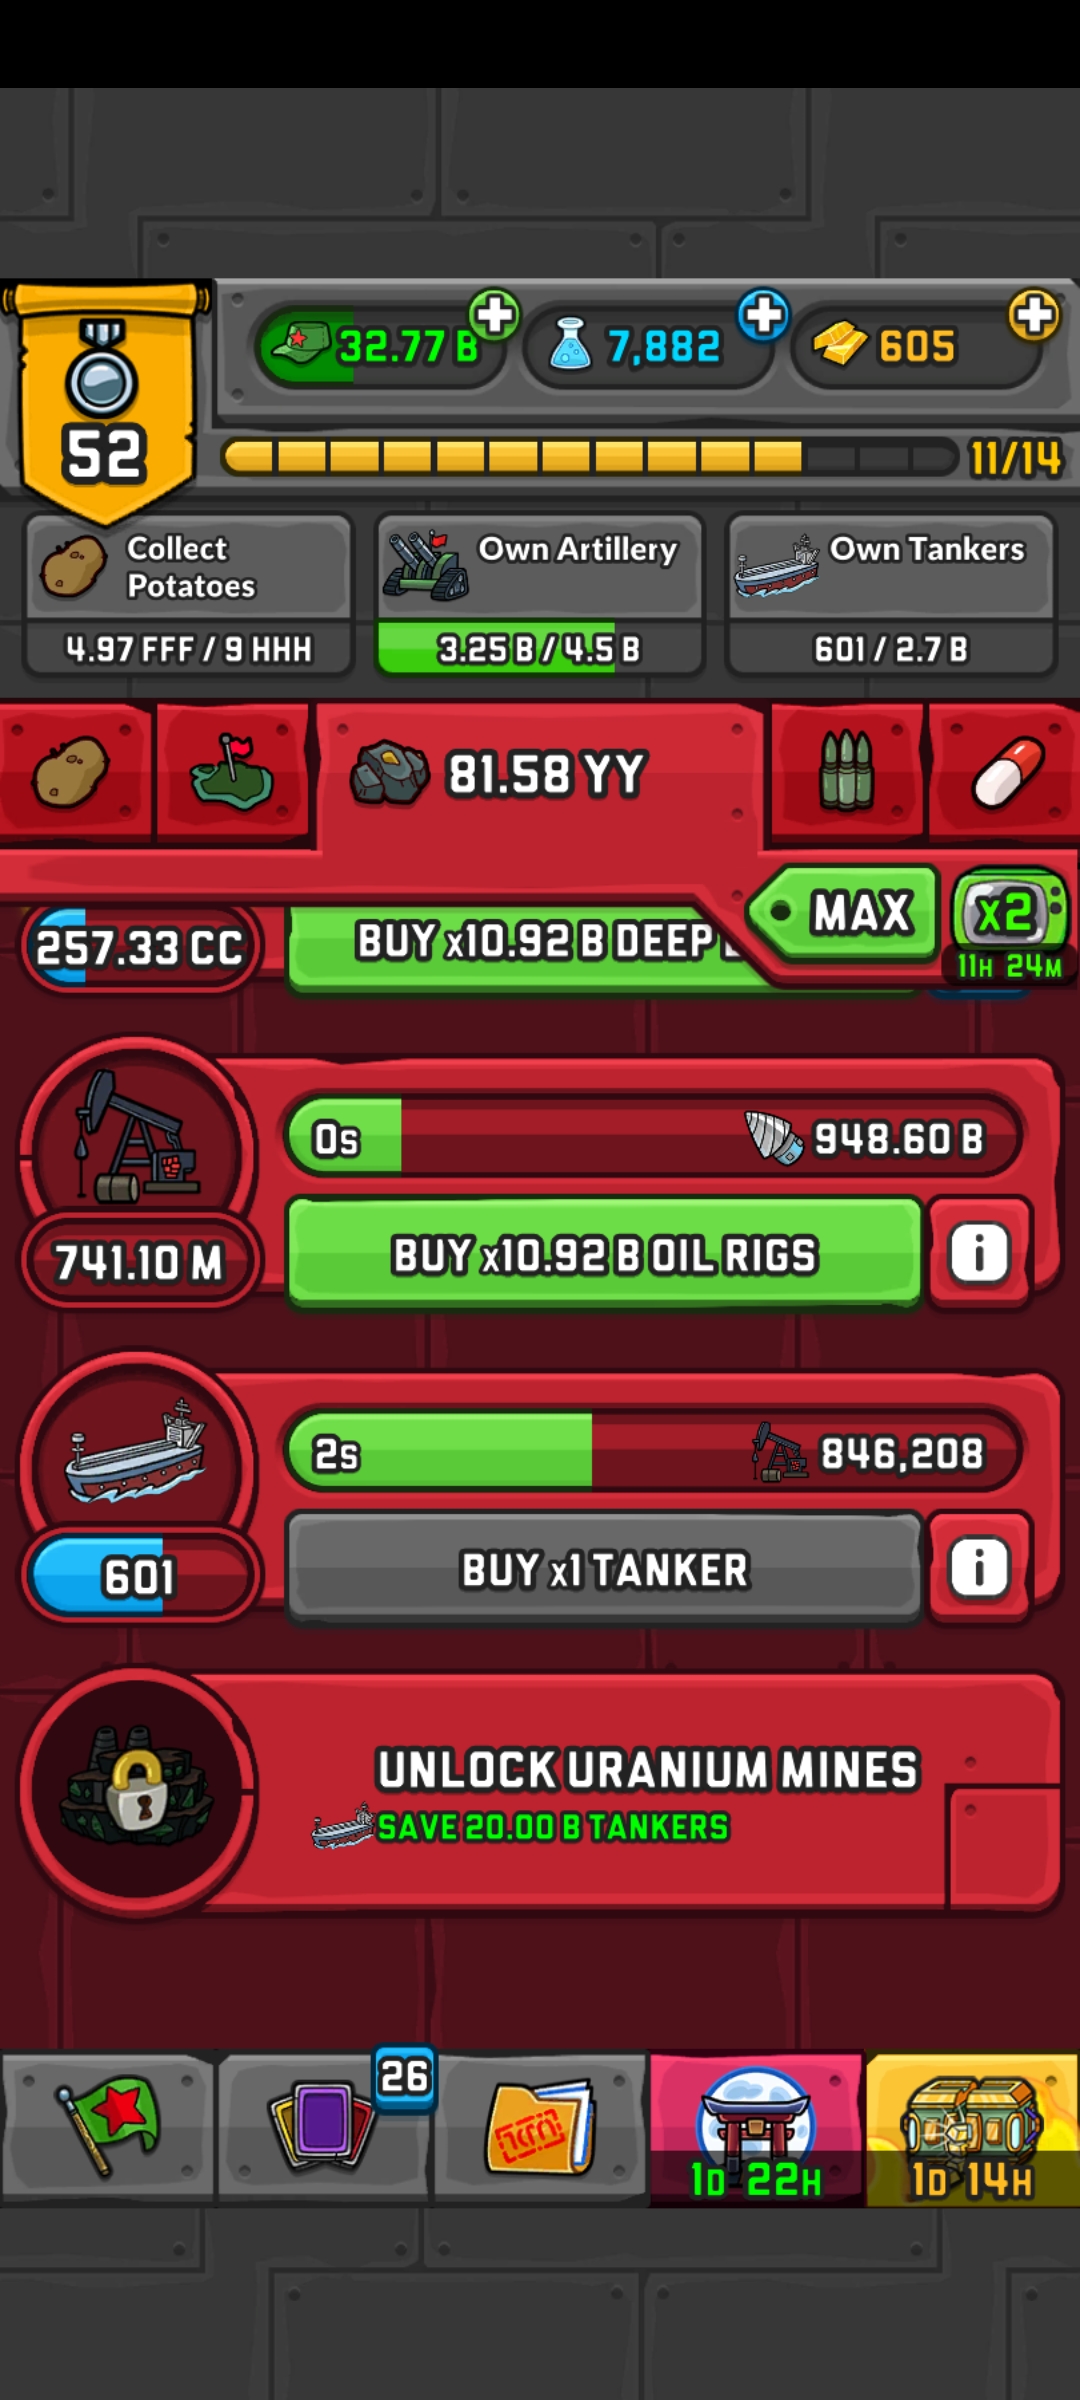 32.77 B
7,882
605
52
11/14
Collect
Potatoes
4.97 FFF / 9 HHH
Own Artillery
3.25 B / 4.5 B
Own Tankers
601 / 2.7 B
81.58 YY
MAX
x2
11H 24M
257.33 CC
BUY x10.92 B DEEP
0s
948.60 B
741.10 M
BUY x10.92 B OIL RIGS
i
2s
846,208
601
BUY x1 TANKER
i
UNLOCK URANIUM MINES
SAVE 20.00 B TANKERS
26
1D 22H
1D 14H